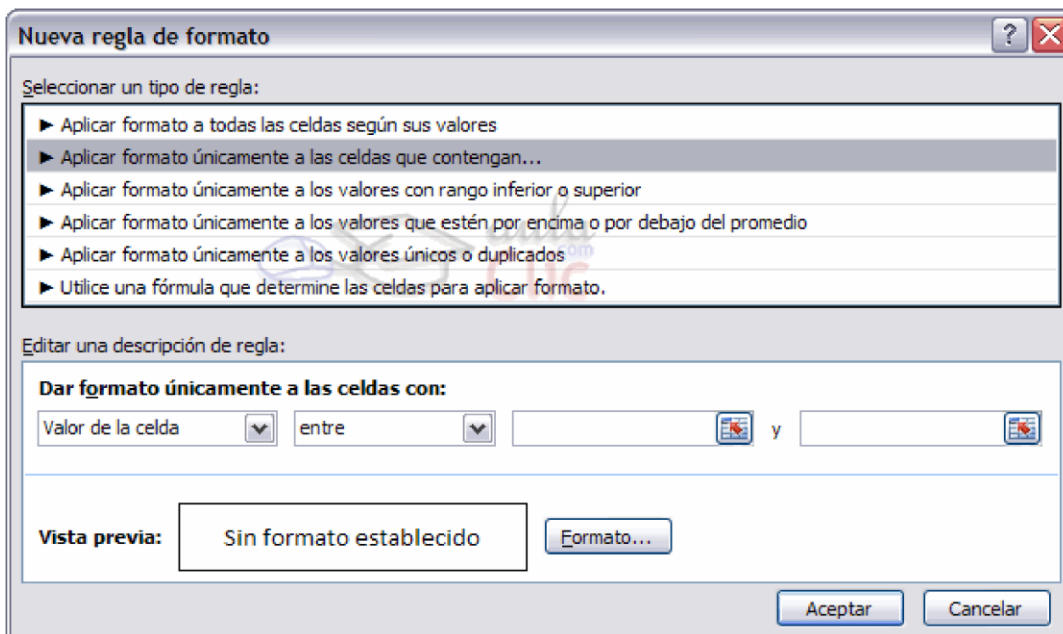 Nueva regla de formato
Seleccionar un tipo de regla:
► Aplicar formato a todas las celdas según sus valores
► Aplicar formato únicamente a las celdas que contengan...
► Aplicar formato únicamente a los valores con rango inferior o superior
► Aplicar formato únicamente a los valores que estén por encima o por debajo del promedio
► Aplicar formato únicamente a los valores únicos o duplicados
► Utilice una fórmula que determine las celdas para aplicar formato.
aula
com
Clic
Editar una descripción de regla:
Dar formato únicamente a las celdas con:
Valor de la celda entre y
Vista previa: Sin formato establecido Formato...
Aceptar Cancelar